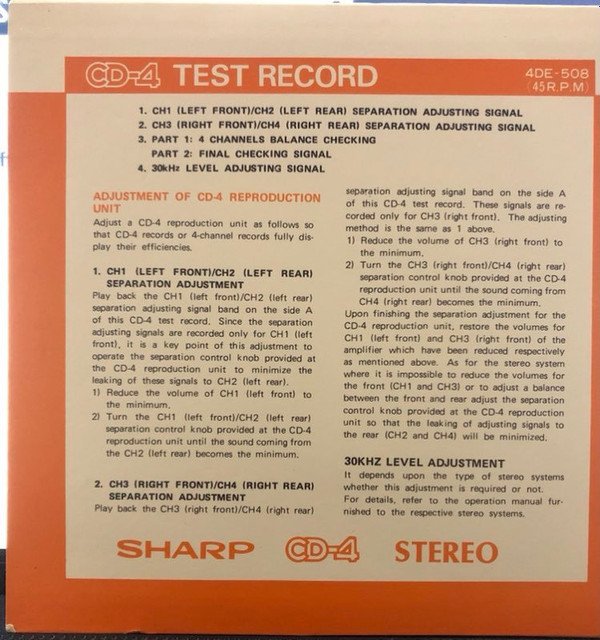 CD-4 TEST RECORD
4DE-508
(45R.P.M)
1. CH1 (LEFT FRONT)/CH2 (LEFT REAR) SEPARATION ADJUSTING SIGNAL
2. CH3 (RIGHT FRONT)/CH4 (RIGHT REAR) SEPARATION ADJUSTING SIGNAL
3. PART 1: 4 CHANNELS BALANCE CHECKING
PART 2: FINAL CHECKING SIGNAL
4. 30kHz LEVEL ADJUSTING SIGNAL
ADJUSTMENT OF CD-4 REPRODUCTION
UNIT
Adjust a CD-4 reproduction unit as follows so
that CD-4 records or 4-channel records fully dis-
play their efficiencies.
1. CH1 (LEFT FRONT)/CH2 (LEFT REAR)
SEPARATION ADJUSTMENT
Play back the CH1 (left front)/CH2 (left rear)
separation adjusting signal band on the side A
of this CD-4 test record. Since the separation
adjusting signals are recorded only for CH1 (left
front), it is a key point of this adjustment to
operate the separation control knob provided at
the CD-4 reproduction unit to minimize the
leaking of these signals to CH2 (left rear).
1) Reduce the volume of CH1 (left front) to
the minimum.
2) Turn the CH1 (left front)/CH2 (left rear)
separation control knob provided at the CD-4
reproduction unit until the sound coming from
the CH2 (left rear) becomes the minimum.
2. CH3 (RIGHT FRONT)/CH4 (RIGHT REAR)
SEPARATION ADJUSTMENT
Play back the CH3 (right front)/CH4 (right rear)
separation adjusting signal band on the side A
of this CD-4 test record. These signals are re-
corded only for CH3 (right front). The adjusting
method is the same as 1 above.
1) Reduce the volume of CH3 (right front) to
the minimum.
2) Turn the CH3 (right front)/CH4 (right rear)
separation control knob provided at the CD-4
reproduction unit until the sound coming from
CH4 (right rear) becomes the minimum.
Upon finishing the separation adjustment for the
CD-4 reproduction unit, restore the volumes for
CH1 (left front) and CH3 (right front) of the
amplifier which have been reduced respectively
as mentioned above. As for the stereo system
where it is impossible to reduce the volumes for
the front (CH1 and CH3) or to adjust a balance
between the front and rear adjust the separation
control knob provided at the CD-4 reproduction
unit so that the leaking of adjusting signals to
the rear (CH2 and CH4) will be minimized.
30KHZ LEVEL ADJUSTMENT
It depends upon the type of stereo systems
whether this adjustment is required or not.
For details, refer to the operation manual fur-
nished to the respective stereo systems.
SHARP CD-4 STEREO